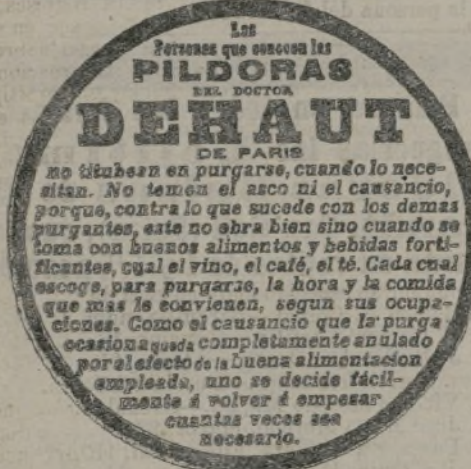 la persona del
Las
Personas que conocen las
PILDORAS
DEL DOCTOR
DEHAUT
DE PARIS
no titubean en purgarse, cuando lo nece-
sitan. No temen el asco ni el causancio,
porque, contra lo que sucede con los demas
purgantes, este no obra bien sino cuando se
toma con buenos alimentos y bebidas forti-
ficantes, cual el vino, el café, el té. Cada cual
escoge, para purgarse, la hora y la comida
que mas le convienen, segun sus ocupa-
ciones. Como el causancio que la purga
ocasiona queda completamente anulado
por el efecto de la buena alimentacion
empleada, uno se decide fácil-
mente á volver á empezar
cuantas veces sea
necesario.